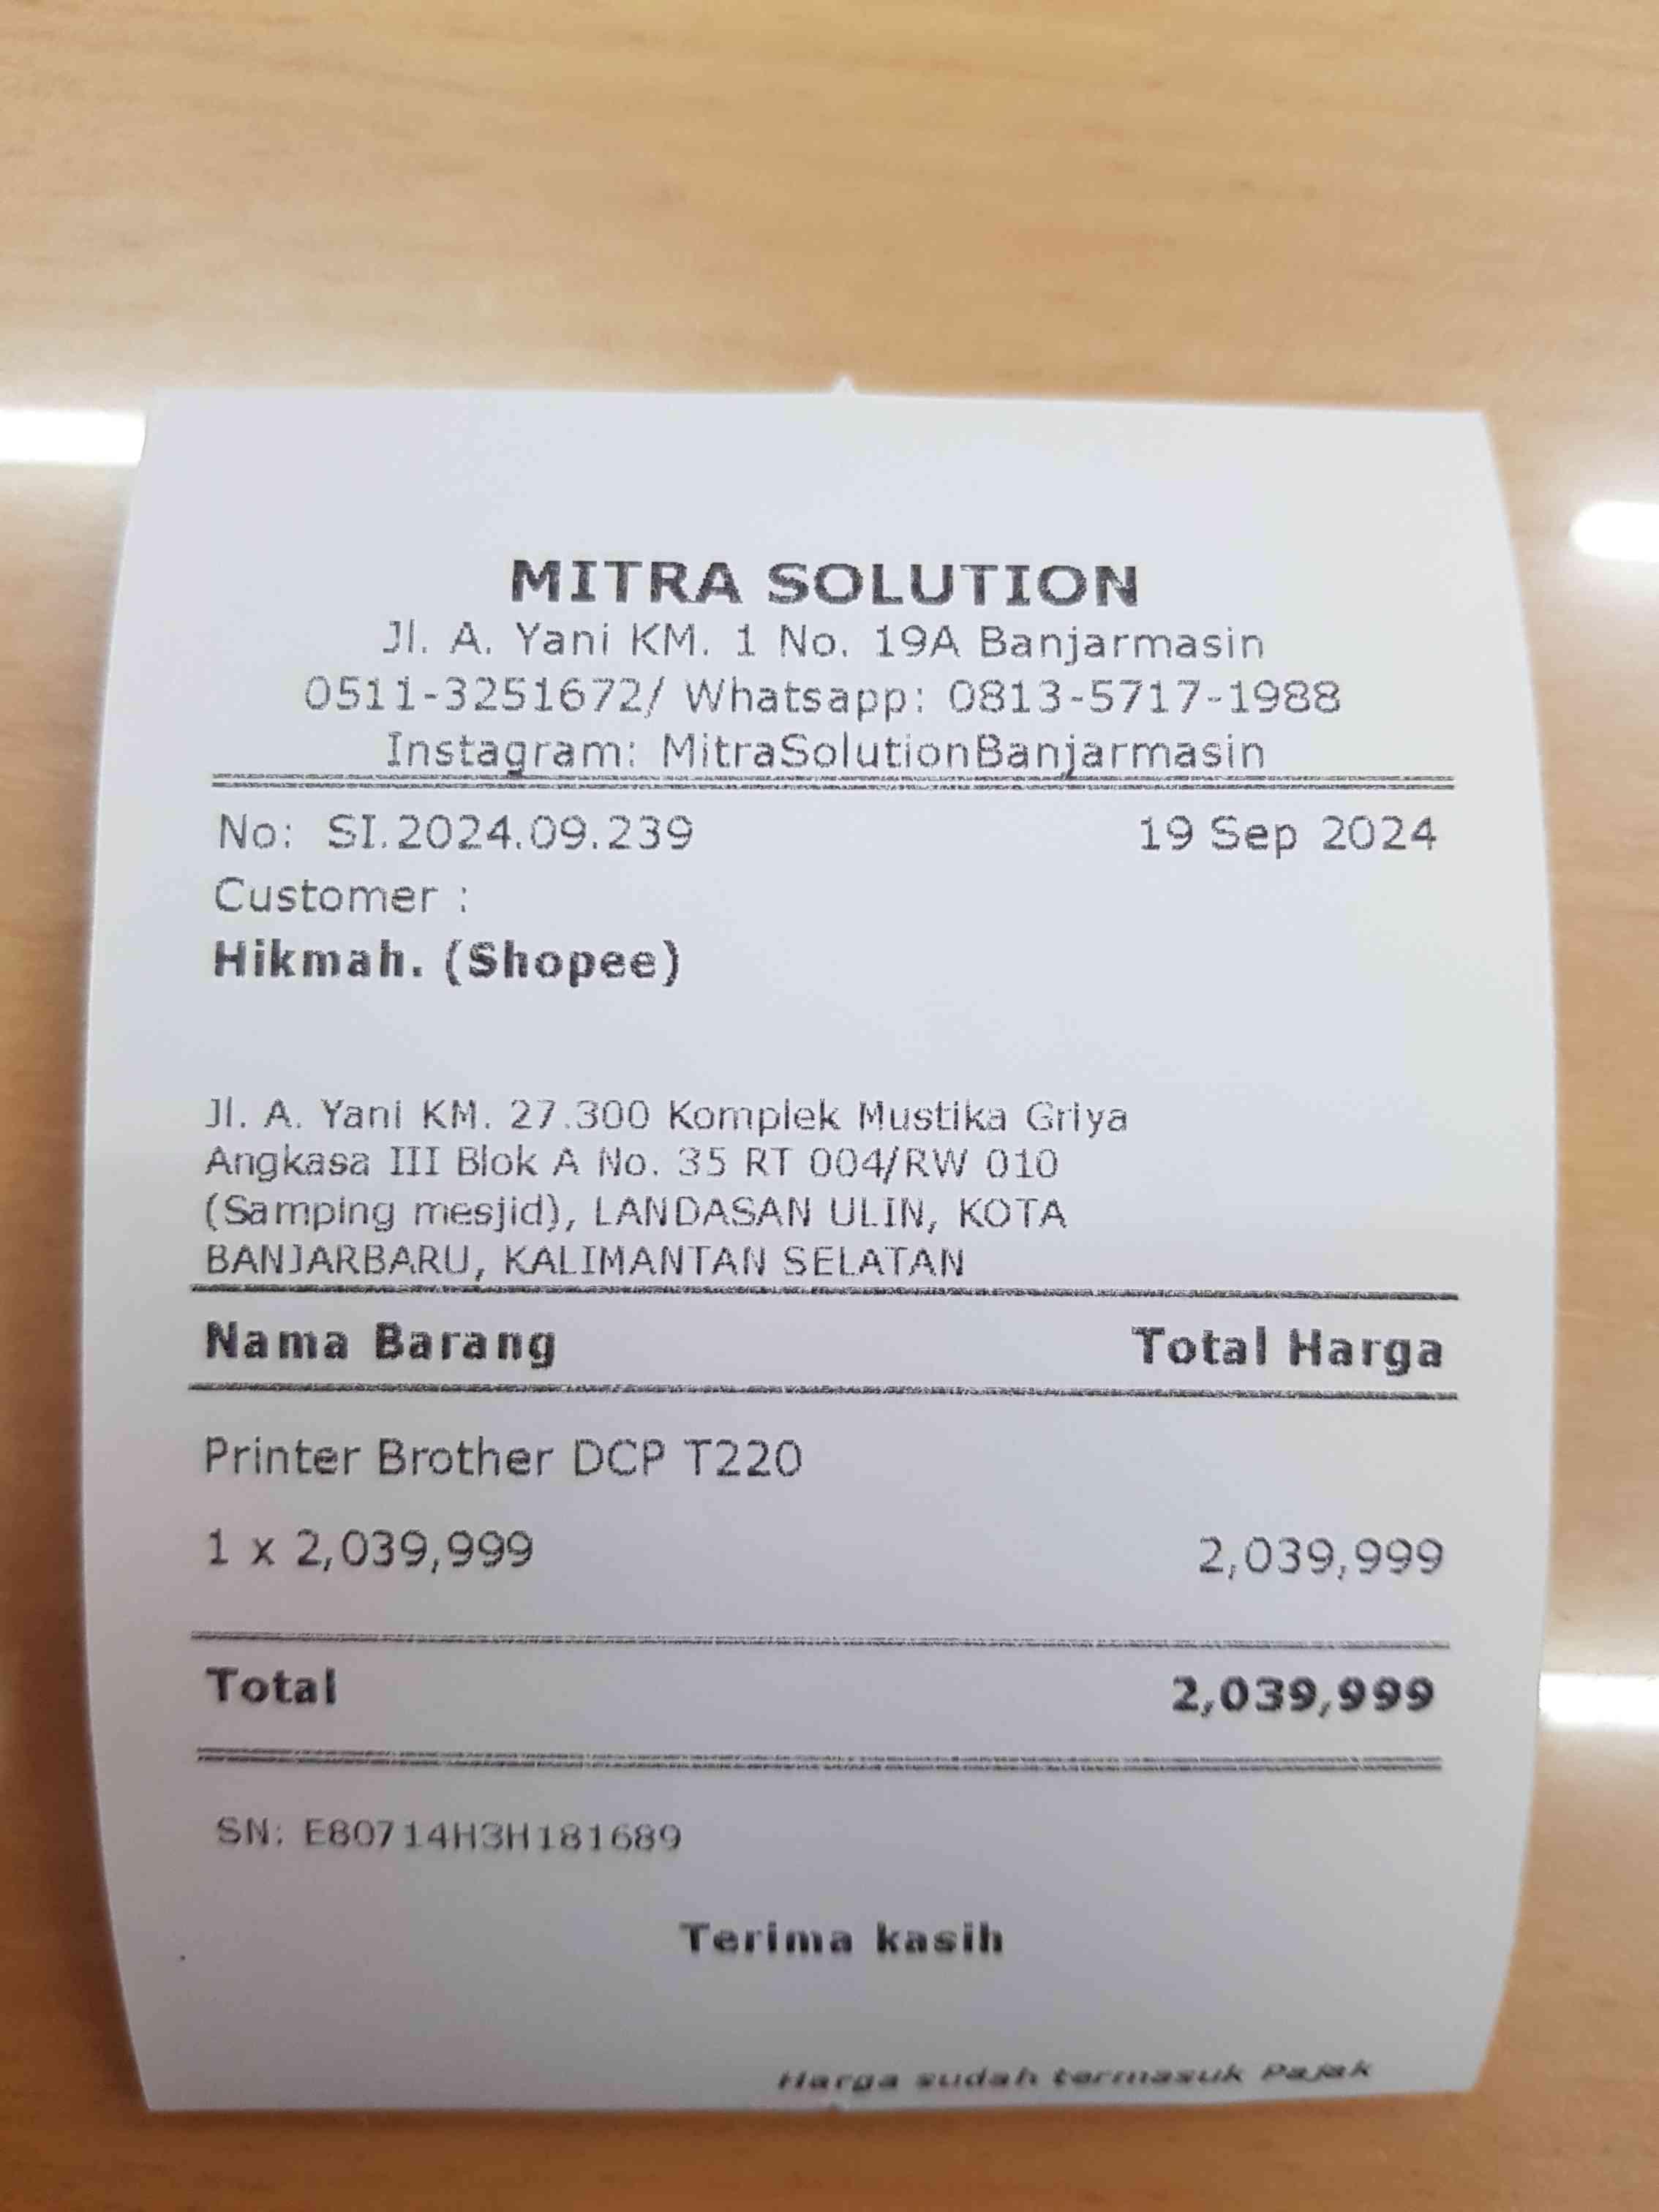 MITRA SOLUTION
Jl. A. Yani KM. 1 No. 19A Banjarmasin
0511-3251672/ Whatsapp: 0813-5717-1988
Instagram: MitraSolutionBanjarmasin
No: SI.2024.09.239 19 Sep 2024
Customer :
Hikmah. (Shopee)
Jl. A. Yani KM. 27.300 Komplek Mustika Griya
Angkasa III Blok A No. 35 RT 004/RW 010
(Samping mesjid), LANDASAN ULIN, KOTA
BANJARBARU, KALIMANTAN SELATAN
Nama Barang Total Harga
Printer Brother DCP T220
1 x 2,039,999 2,039,999
Total 2,039,999
SN: E80714H3H181689
Terima kasih
Harga sudah termasuk Pajak